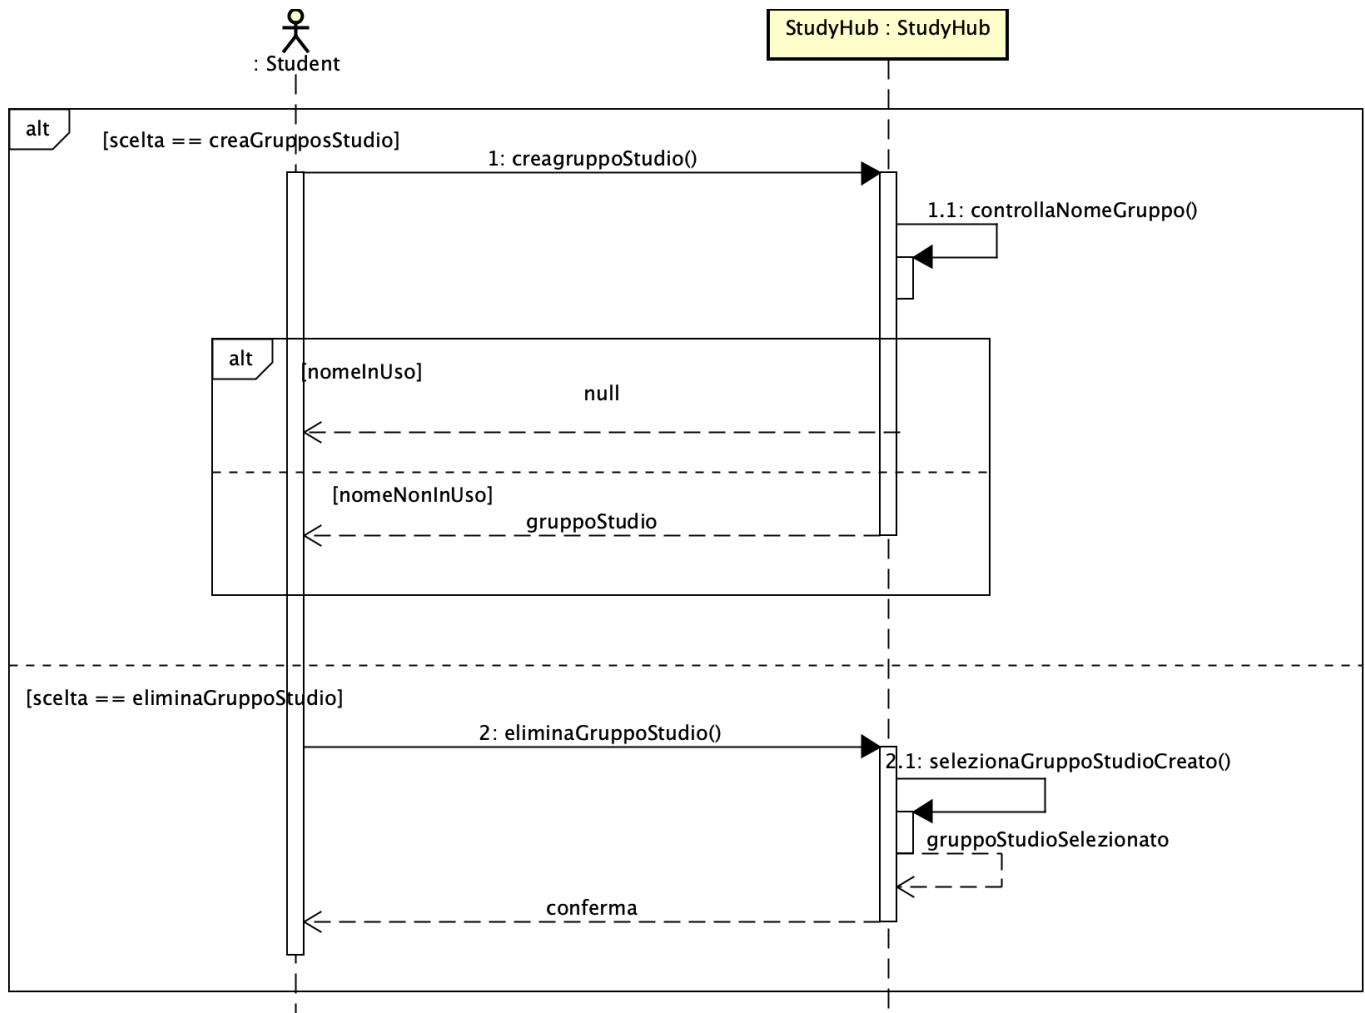 : Student
StudyHub : StudyHub
alt
[scelta == creaGrupposStudio]
1: creagruppoStudio()
1.1: controllaNomeGruppo()
alt
[nomeInUso]
null
[nomeNonInUso]
gruppoStudio
[scelta == eliminaGruppoStudio]
2: eliminaGruppoStudio()
2.1: selezionaGruppoStudioCreato()
gruppoStudioSelezionato
conferma